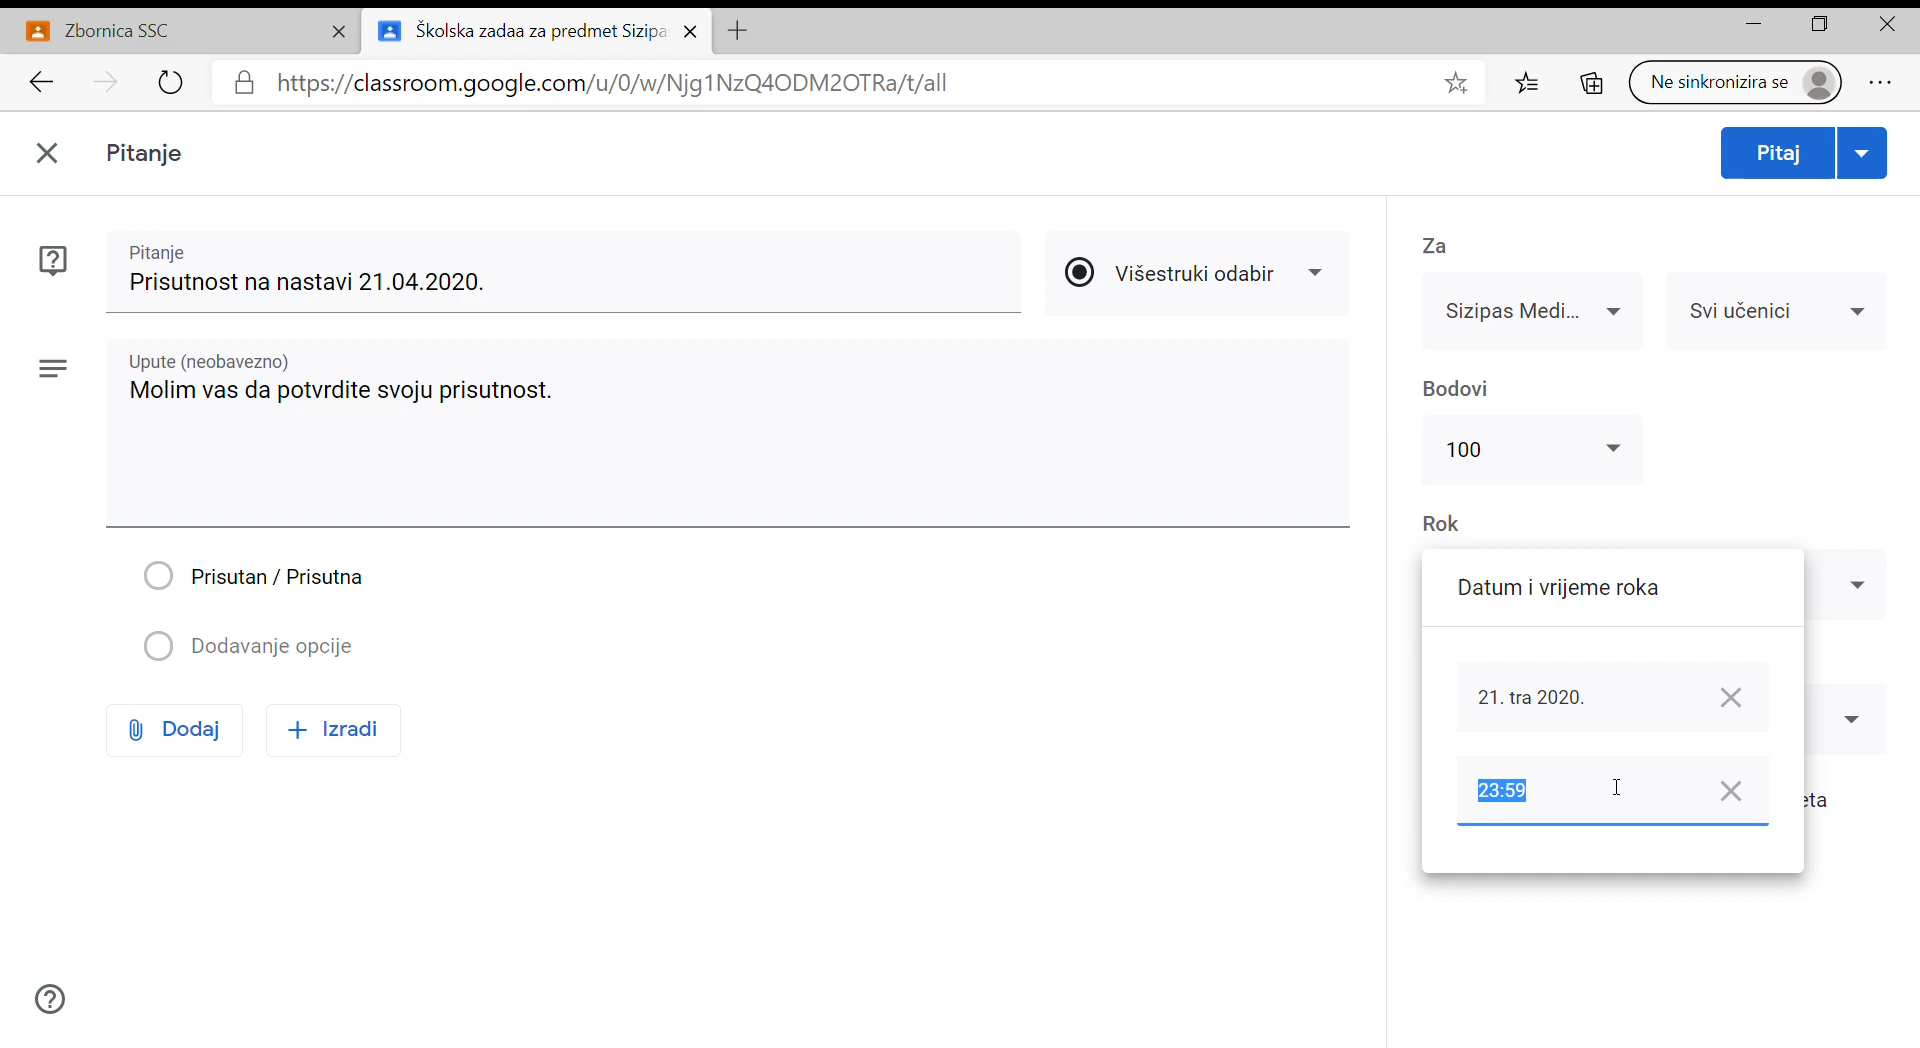 Zbornica SSC
Školska zadaa za predmet Sizipa
https://classroom.google.com/u/0/w/Njg1NzQ4ODM2OTRa/t/all
Ne sinkronizira se
Pitanje
Pitaj
Pitanje
Prisutnost na nastavi 21.04.2020.
Višestruki odabir
Upute (neobavezno)
Molim vas da potvrdite svoju prisutnost.
Prisutan / Prisutna
Dodavanje opcije
Dodaj
Izradi
Za
Sizipas Medi...
Svi učenici
Bodovi
100
Rok
Datum i vrijeme roka
21. tra 2020.
23:59
eta